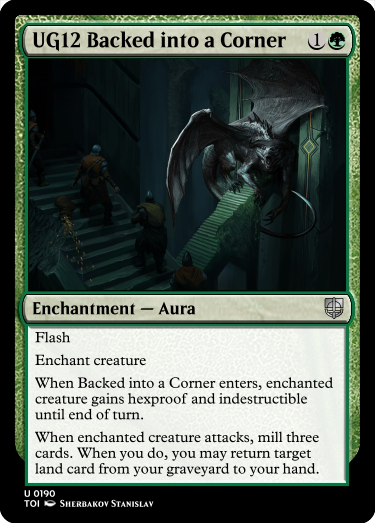 UG12 Backed into a Corner 1
Enchantment — Aura
Flash
Enchant creature
When Backed into a Corner enters, enchanted
creature gains hexproof and indestructible
until end of turn.
When enchanted creature attacks, mill three
cards. When you do, you may return target
land card from your graveyard to your hand.
U 0190
TOI SHERBAKOV STANISLAV